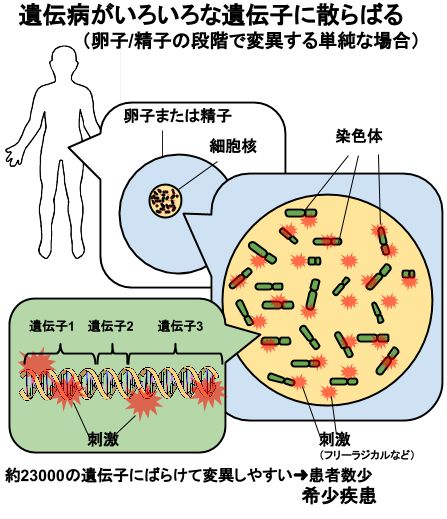 遺伝病がいろいろな遺伝子に散らばる
（卵子/精子の段階で変異する単純な場合）
卵子または精子
細胞核
染色体
遺伝子1 遺伝子2 遺伝子3
刺激
刺激
（フリーラジカルなど）
約23000の遺伝子にばらけて変異しやすい➜患者数少
希少疾患